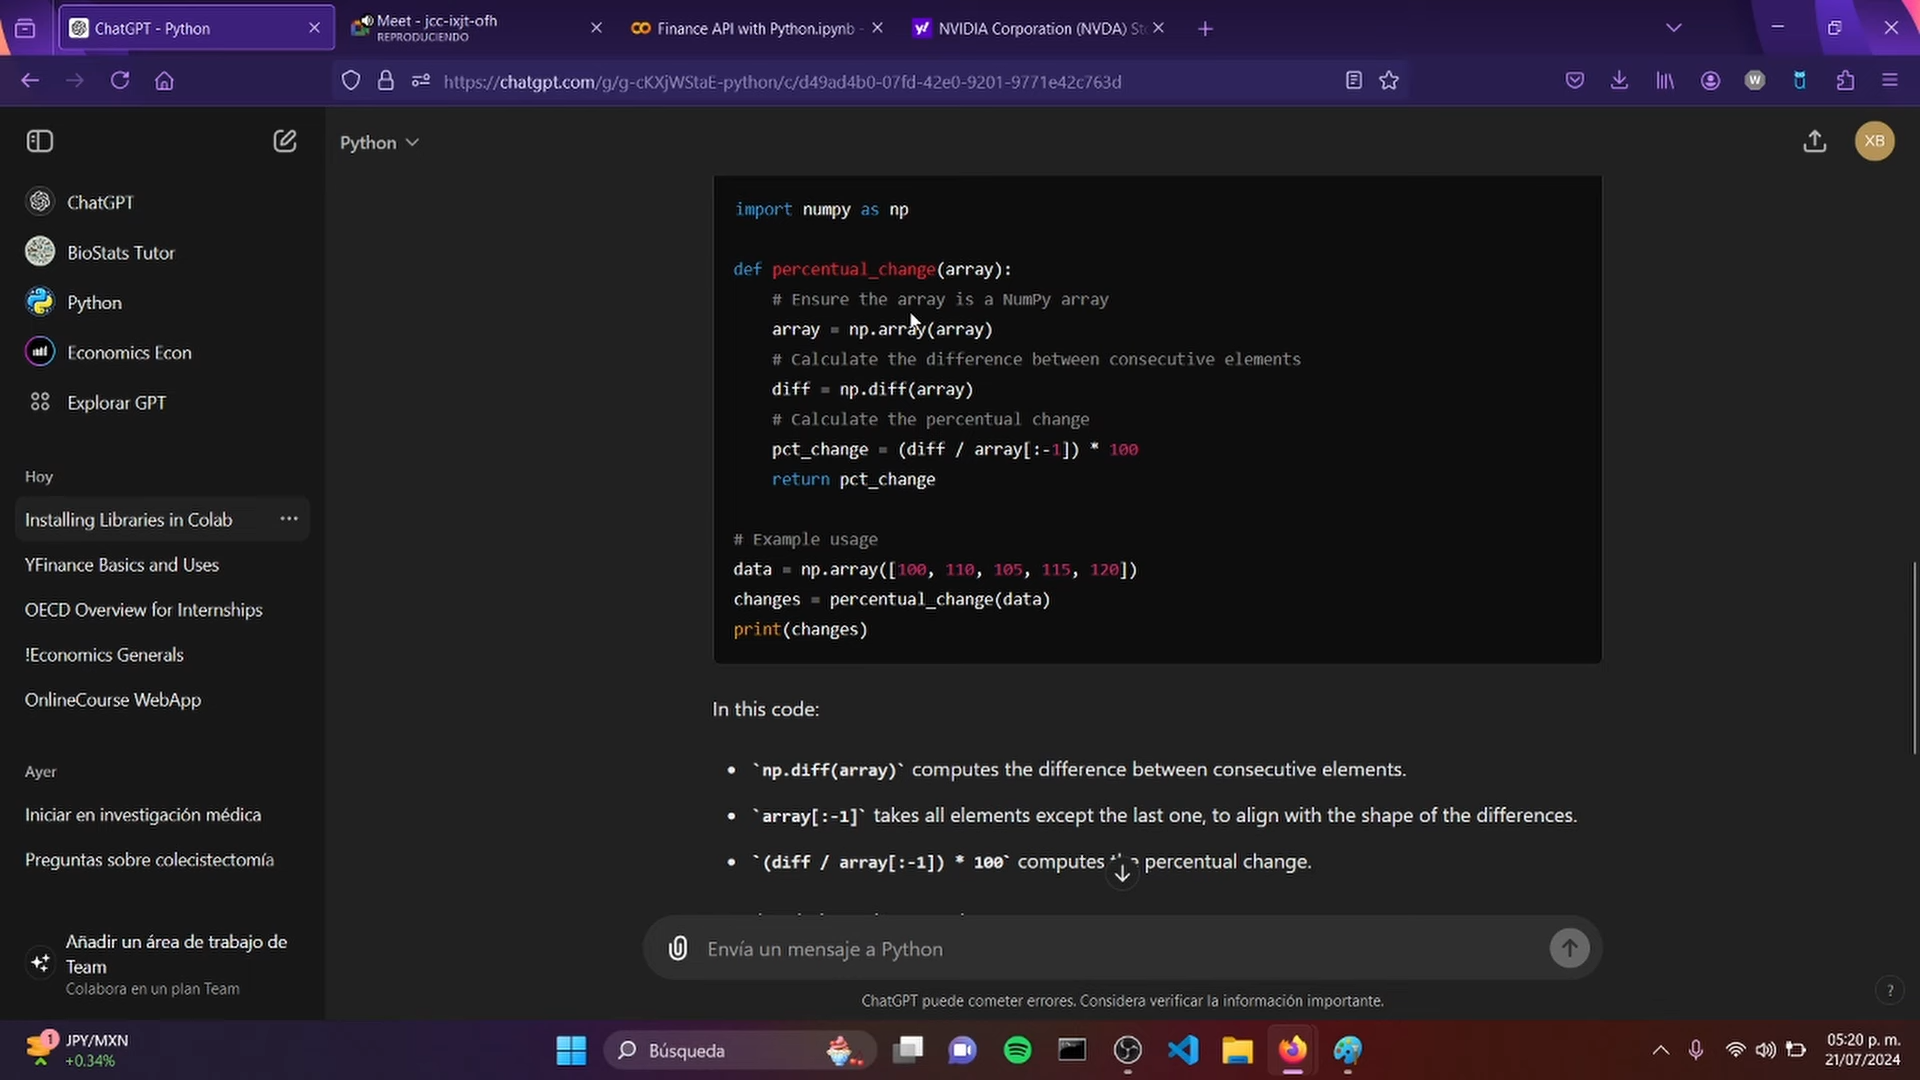 ChatGPT - Python
Meet - jcc-ixjt-ofh
REPRODUCIENDO
Finance API with Python.ipynb -
NVIDIA Corporation (NVDA) Sto
https://chatgpt.com/g/g-cKXjWStaE-python/c/d49ad4b0-07fd-42e0-9201-9771e42c763d
W
Python
XB
ChatGPT
BioStats Tutor
Python
Economics Econ
Explorar GPT
Hoy
Installing Libraries in Colab
YFinance Basics and Uses
OECD Overview for Internships
!Economics Generals
OnlineCourse WebApp
Ayer
Iniciar en investigación médica
Preguntas sobre colecistectomía
Añadir un área de trabajo de
Team
Colabora en un plan Team
import numpy as np
def percentual_change(array):
# Ensure the array is a NumPy array
array = np.array(array)
# Calculate the difference between consecutive elements
diff = np.diff(array)
# Calculate the percentual change
pct_change = (diff / array[:-1]) * 100
return pct_change
# Example usage
data = np.array([100, 110, 105, 115, 120])
changes = percentual_change(data)
print(changes)
In this code:
• `np.diff(array)` computes the difference between consecutive elements.
• `array[:-1]` takes all elements except the last one, to align with the shape of the differences.
• `(diff / array[:-1]) * 100` computes the percentual change.
Envía un mensaje a Python
ChatGPT puede cometer errores. Considera verificar la información importante.
?
1
JPY/MXN
+0.34%
Búsqueda
05:20 p. m.
21/07/2024